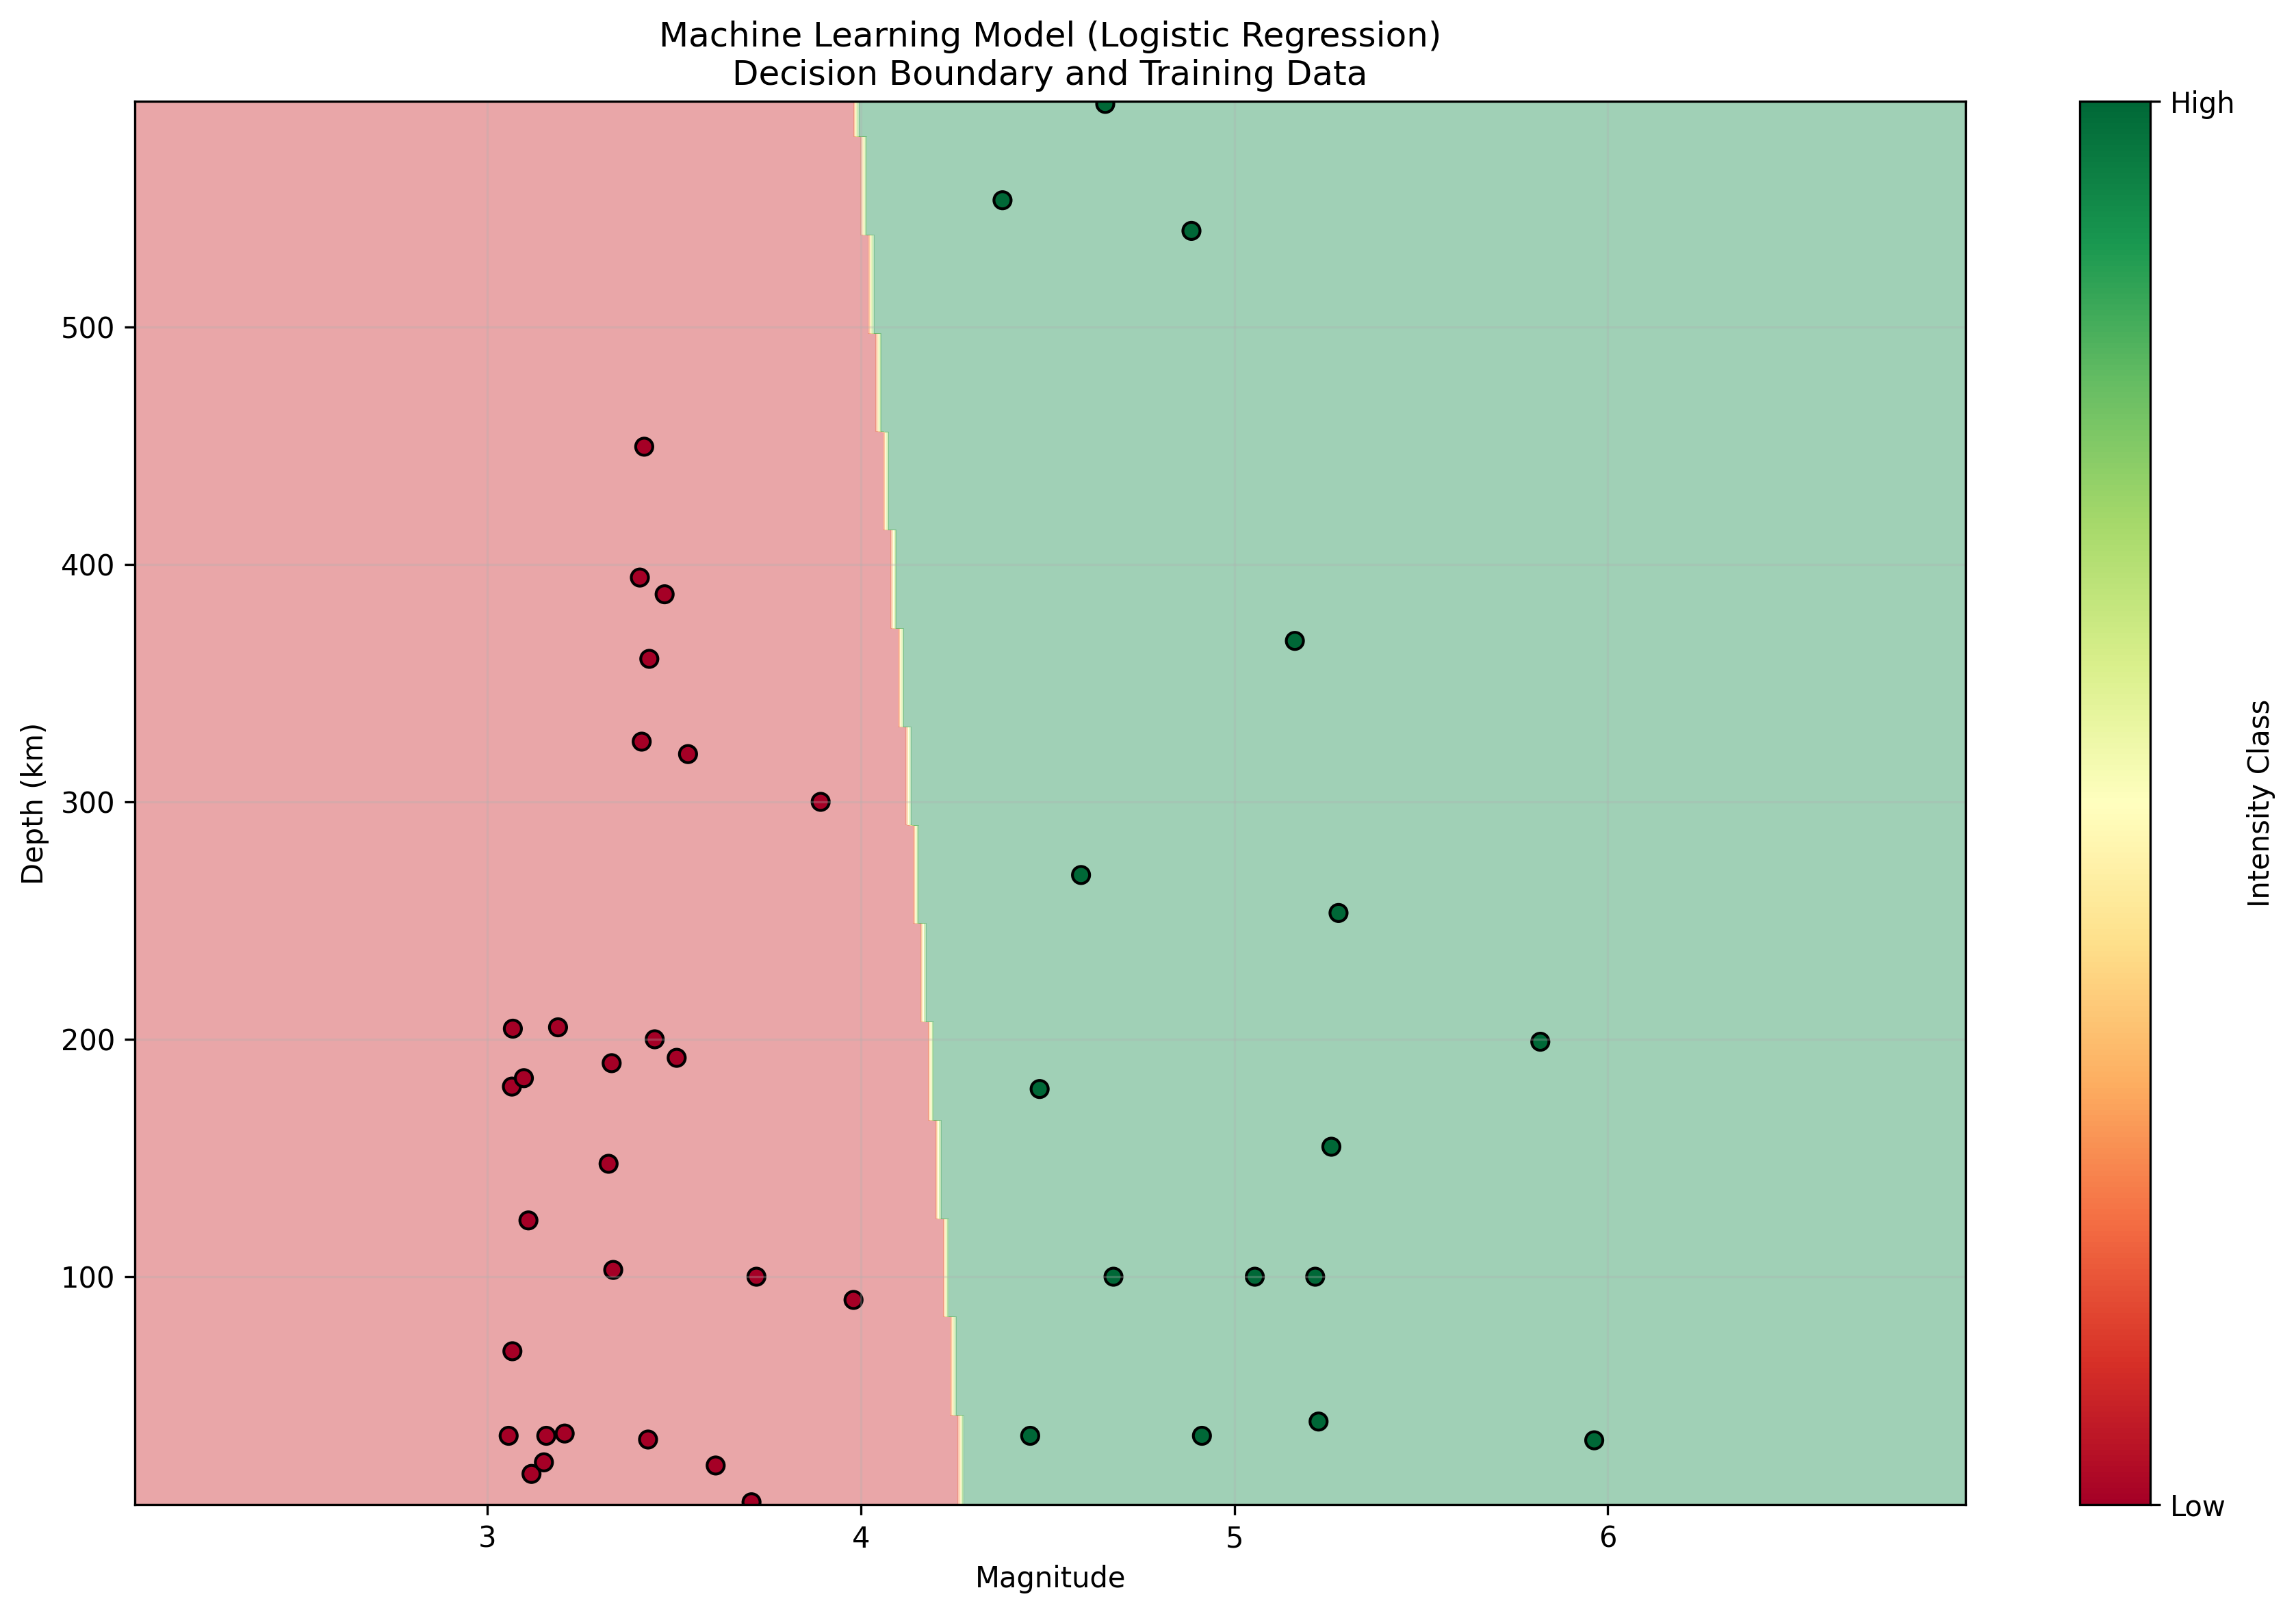 Machine Learning Model (Logistic Regression)
Decision Boundary and Training Data
High
500
400
300
200
100
Depth (km)
Intensity Class
Low
3 4 5 6
Magnitude